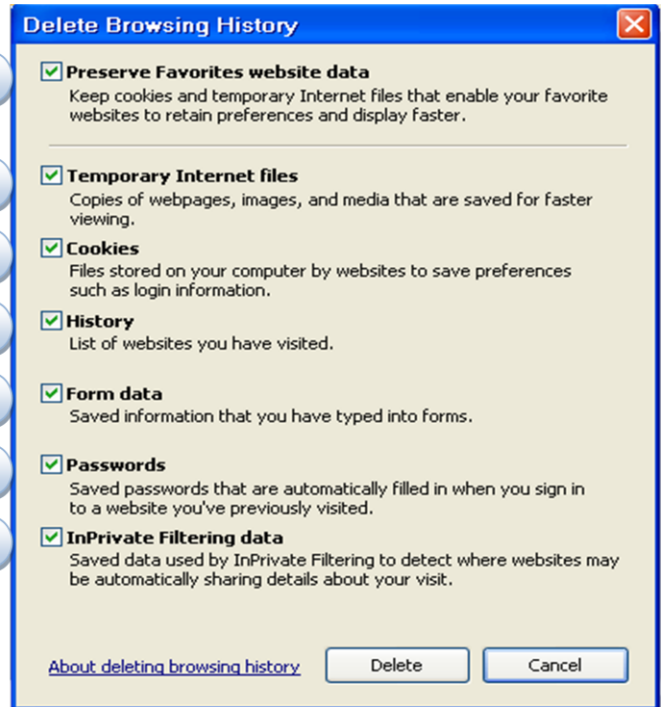 Delete Browsing History
Preserve Favorites website data
Keep cookies and temporary Internet files that enable your favorite
websites to retain preferences and display faster.
Temporary Internet files
Copies of webpages, images, and media that are saved for faster
viewing.
Cookies
Files stored on your computer by websites to save preferences
such as login information.
History
List of websites you have visited.
Form data
Saved information that you have typed into forms.
Passwords
Saved passwords that are automatically filled in when you sign in
to a website you've previously visited.
InPrivate Filtering data
Saved data used by InPrivate Filtering to detect where websites may
be automatically sharing details about your visit.
About deleting browsing history Delete Cancel